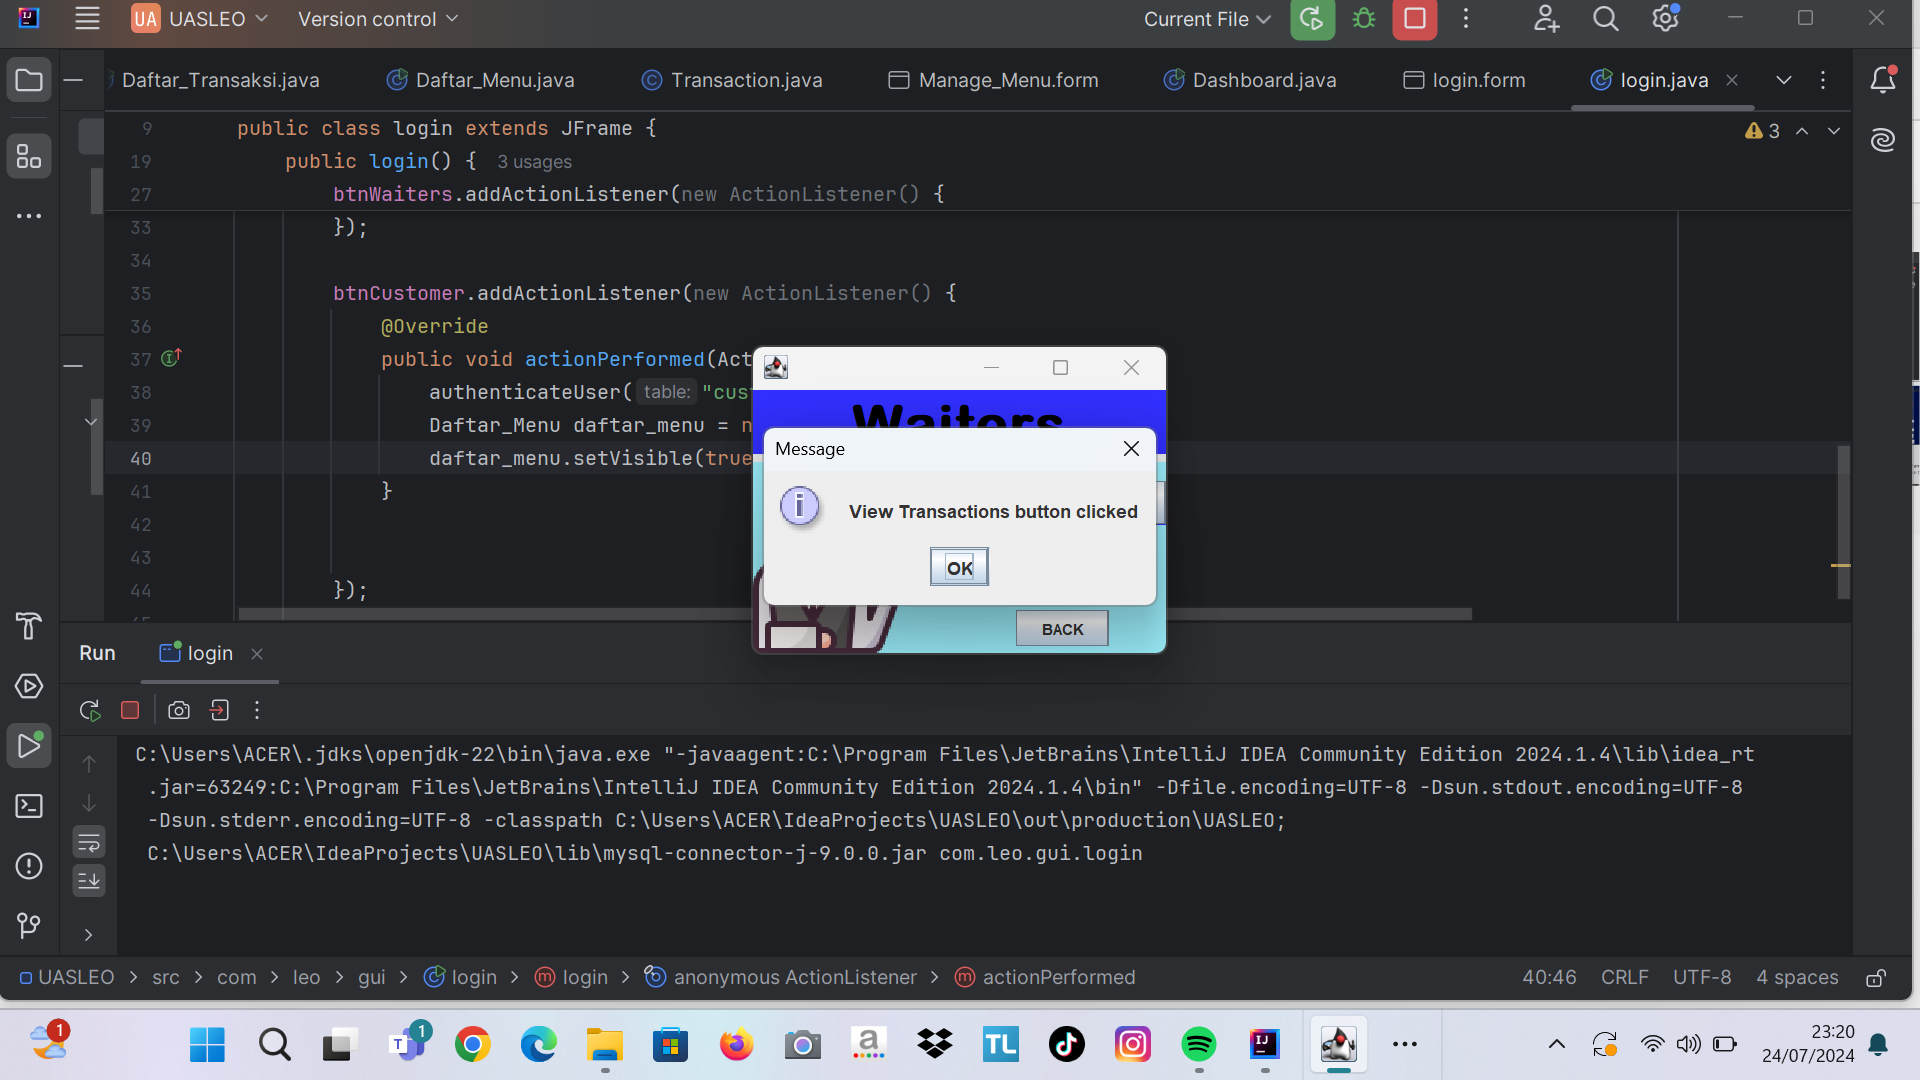 UA UASLEO Version control Current File
Daftar_Transaksi.java Daftar_Menu.java Transaction.java Manage_Menu.form Dashboard.java login.form login.java
9 public class login extends JFrame {
19 public login() { 3 usages
27 btnWaiters.addActionListener(new ActionListener() {
33 });
34
35 btnCustomer.addActionListener(new ActionListener() {
36 @Override
37 public void actionPerformed(Act
38 authenticateUser( table: "cus
39 Daftar_Menu daftar_menu = n
40 daftar_menu.setVisible(true
41 }
42
43
44 });
3
Waiters
Message
View Transactions button clicked
OK
BACK
Run login
C:\Users\ACER\.jdks\openjdk-22\bin\java.exe "-javaagent:C:\Program Files\JetBrains\IntelliJ IDEA Community Edition 2024.1.4\lib\idea_rt
.jar=63249:C:\Program Files\JetBrains\IntelliJ IDEA Community Edition 2024.1.4\bin" -Dfile.encoding=UTF-8 -Dsun.stdout.encoding=UTF-8
-Dsun.stderr.encoding=UTF-8 -classpath C:\Users\ACER\IdeaProjects\UASLEO\out\production\UASLEO;
C:\Users\ACER\IdeaProjects\UASLEO\lib\mysql-connector-j-9.0.0.jar com.leo.gui.login
UASLEO > src > com > leo > gui > login > login > anonymous ActionListener > actionPerformed 40:46 CRLF UTF-8 4 spaces
1
1
T
a
TL
IJ
23:20
24/07/2024